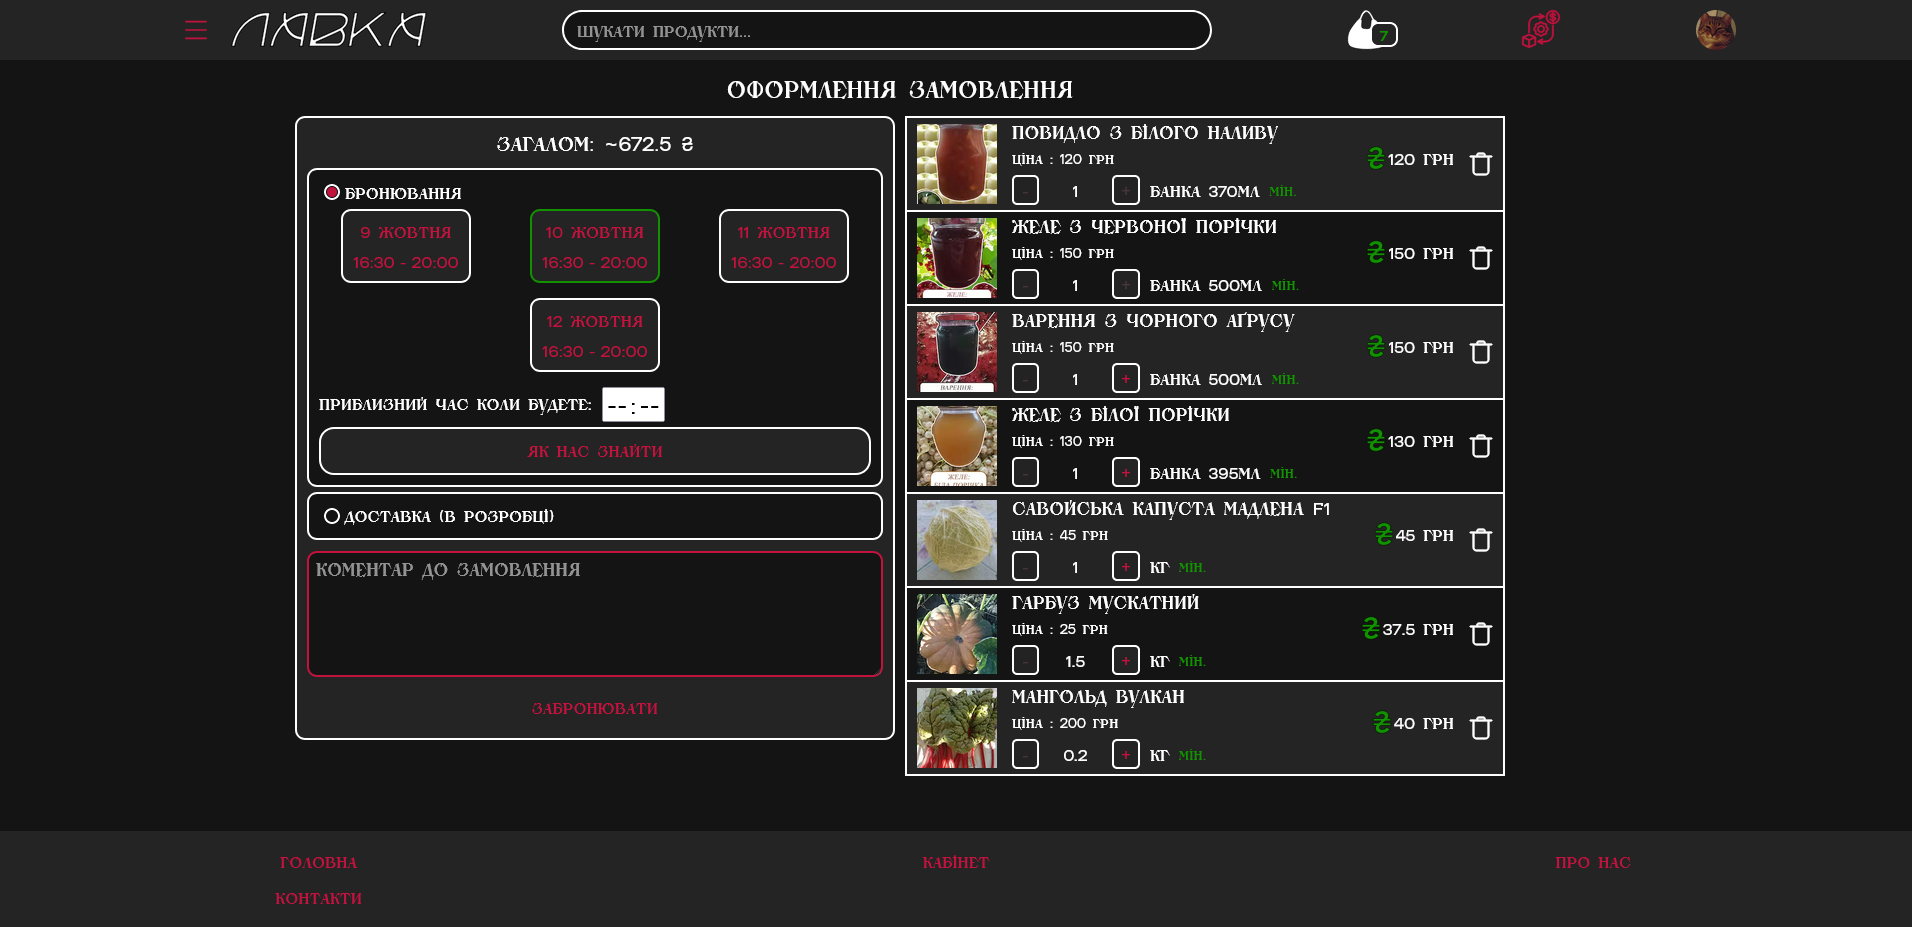 ЛАВКА
ШУКАТИ ПРОДУКТИ...
7
ОФОРМЛЕННЯ ЗАМОВЛЕННЯ
ЗАГАЛОМ: ~672.5 ₴
БРОНЮВАННЯ
9 ЖОВТНЯ
16:30 - 20:00
10 ЖОВТНЯ
16:30 - 20:00
11 ЖОВТНЯ
16:30 - 20:00
12 ЖОВТНЯ
16:30 - 20:00
ПРИБЛИЗНИЙ ЧАС КОЛИ БУДЕТЕ: --:--
ЯК НАС ЗНАЙТИ
ДОСТАВКА (В РОЗРОБЦІ)
КОМЕНТАР ДО ЗАМОВЛЕННЯ
ЗАБРОНЮВАТИ
ПОВИДЛО З БІЛОГО НАЛИВУ
ЦІНА : 120 ГРН
- 1 + БАНКА 370МЛ МІН.
₴ 120 ГРН
ЖЕЛЕ З ЧЕРВОНОЇ ПОРІЧКИ
ЦІНА : 150 ГРН
- 1 + БАНКА 500МЛ МІН.
₴ 150 ГРН
ЖЕЛЕ:
ВАРЕННЯ З ЧОРНОГО АҐРУСУ
ЦІНА : 150 ГРН
- 1 + БАНКА 500МЛ МІН.
₴ 150 ГРН
ВАРЕННЯ:
ЖЕЛЕ З БІЛОЇ ПОРІЧКИ
ЦІНА : 130 ГРН
- 1 + БАНКА 395МЛ МІН.
₴ 130 ГРН
ЖЕЛЕ:
БІЛА ПОРІЧКА
САВОЙСЬКА КАПУСТА МАДЛЕНА F1
ЦІНА : 45 ГРН
- 1 + КГ МІН.
₴ 45 ГРН
ГАРБУЗ МУСКАТНИЙ
ЦІНА : 25 ГРН
- 1.5 + КГ МІН.
₴ 37.5 ГРН
МАНГОЛЬД ВУЛКАН
ЦІНА : 200 ГРН
- 0.2 + КГ МІН.
₴ 40 ГРН
ГОЛОВНА
КАБІНЕТ
ПРО НАС
КОНТАКТИ